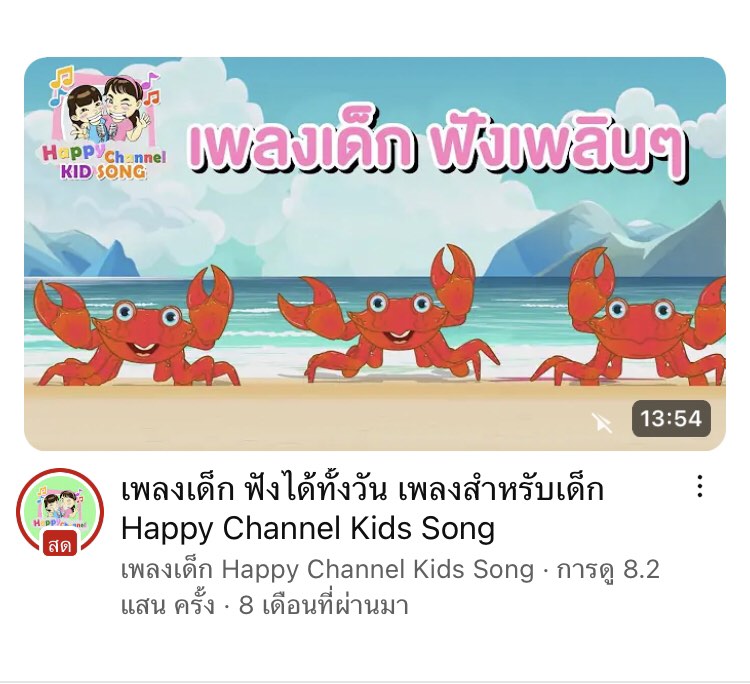 Happy Channel
KID SONG
เพลงเด็ก ฟังเพลินๆ
13:54
เพลงเด็ก ฟังได้ทั้งวัน เพลงสำหรับเด็ก
Happy Channel Kids Song
เพลงเด็ก Happy Channel Kids Song · การดู 8.2
แสน ครั้ง · 8 เดือนที่ผ่านมา
Happy Channel
สด